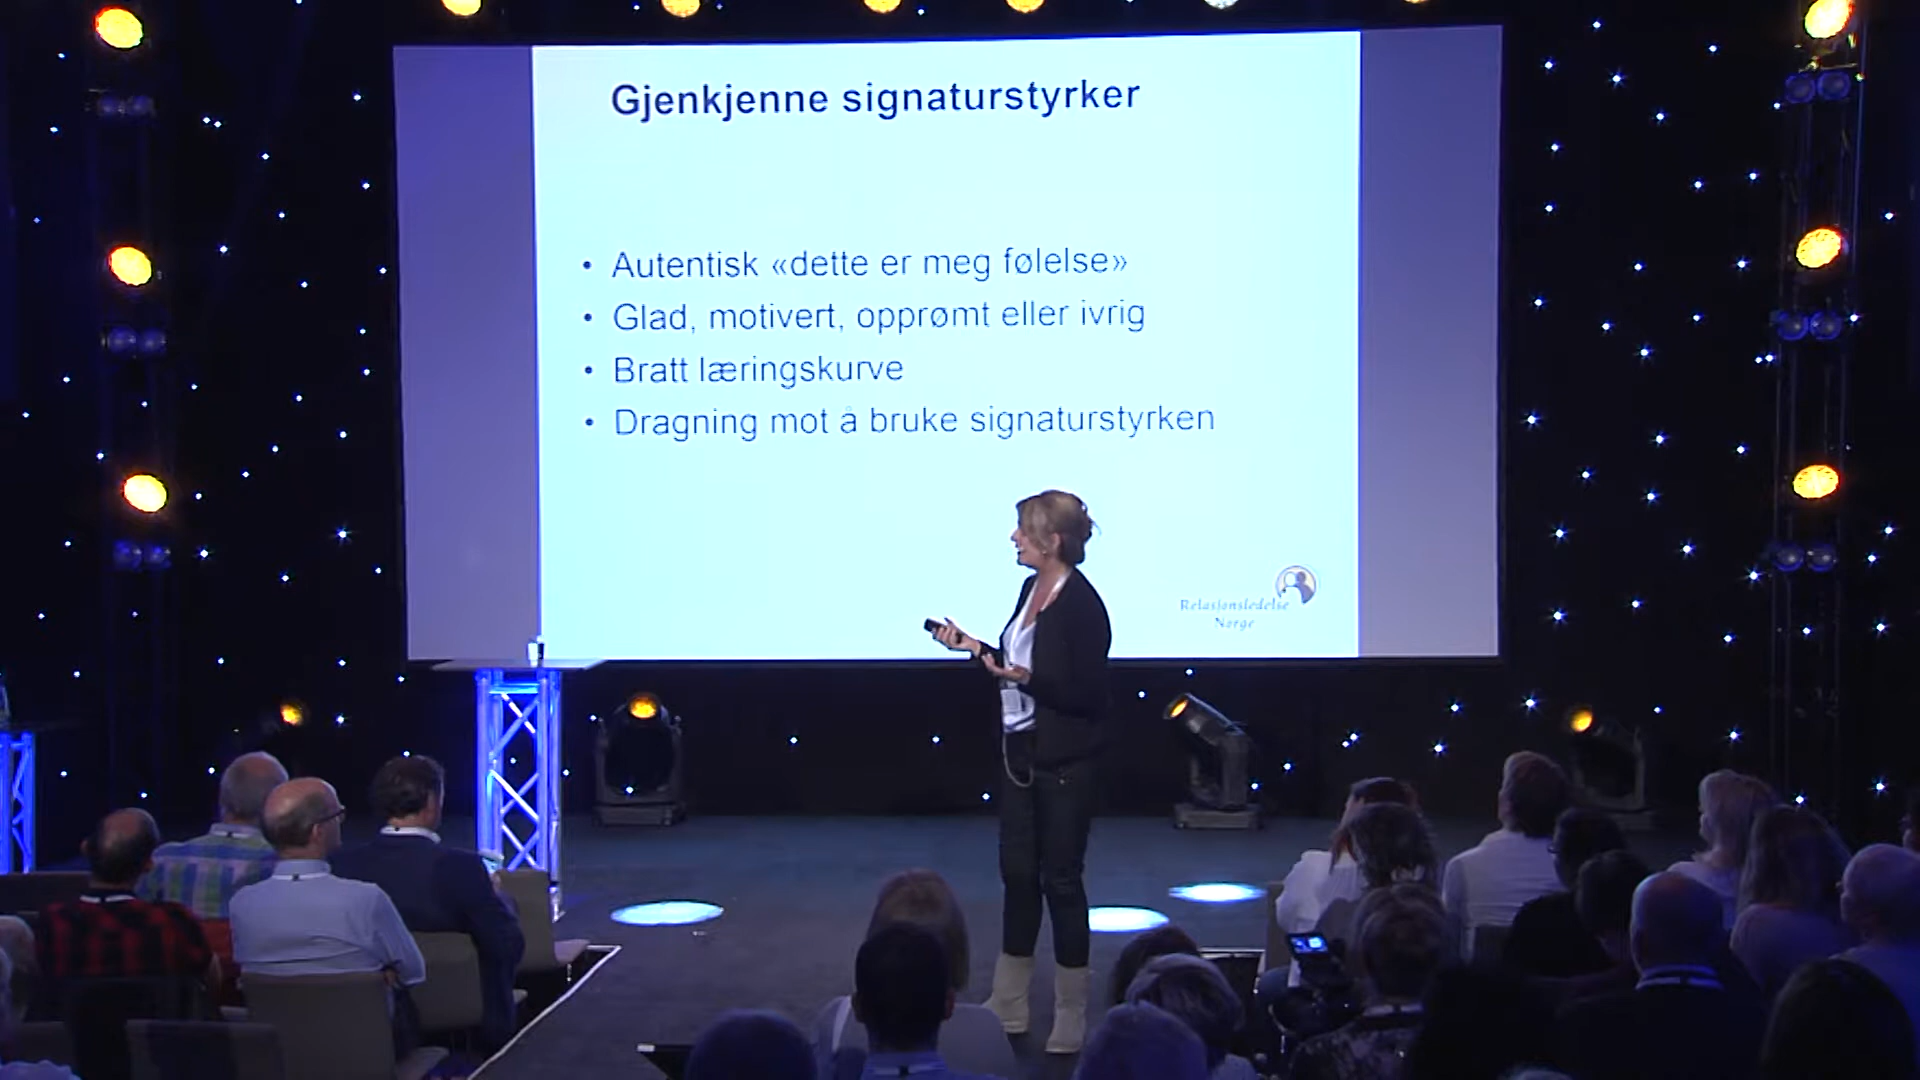 Gjenkjenne signaturstyrker
• Autentisk «dette er meg følelse»
• Glad, motivert, opprømt eller ivrig
• Bratt læringskurve
• Dragning mot å bruke signaturstyrken
Relasjonsledelse
Norge